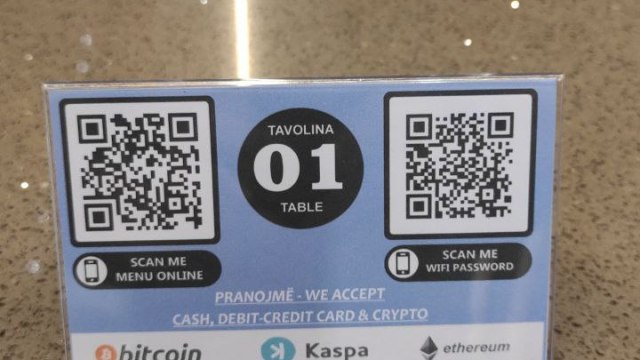 TAVOLINA
01
TABLE
SCAN ME
MENU ONLINE
SCAN ME
WIFI PASSWORD
PRANOJMË - WE ACCEPT
CASH, DEBIT-CREDIT CARD & CRYPTO
bitcoin
Kaspa
ethereum